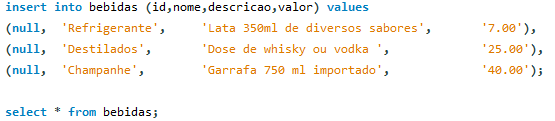 insert into bebidas (id,nome,descricao,valor) values
(null, 'Refrigerante', 'Lata 350ml de diversos sabores', '7.00'),
(null, 'Destilados', 'Dose de whisky ou vodka ', '25.00'),
(null, 'Champanhe', 'Garrafa 750 ml importado', '40.00');
select * from bebidas;